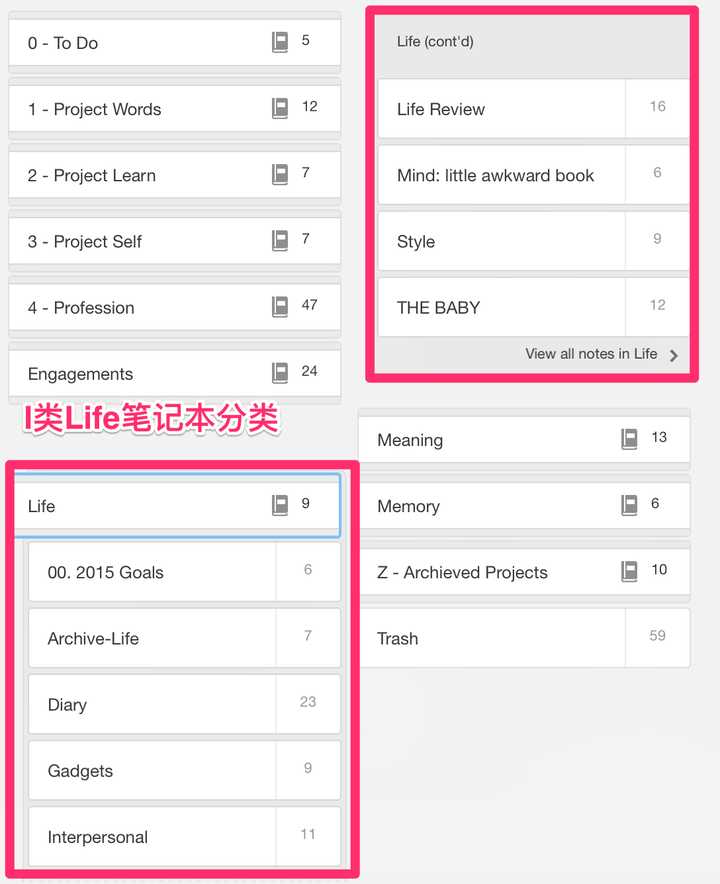 0 - To Do 5
1 - Project Words 12
2 - Project Learn 7
3 - Project Self 7
4 - Profession 47
Engagements 24
I类Life笔记本分类
Life 9
00. 2015 Goals 6
Archive-Life 7
Diary 23
Gadgets 9
Interpersonal 11
Life (cont'd)
Life Review 16
Mind: little awkward book 6
Style 9
THE BABY 12
View all notes in Life
Meaning 13
Memory 6
Z - Archieved Projects 10
Trash 59